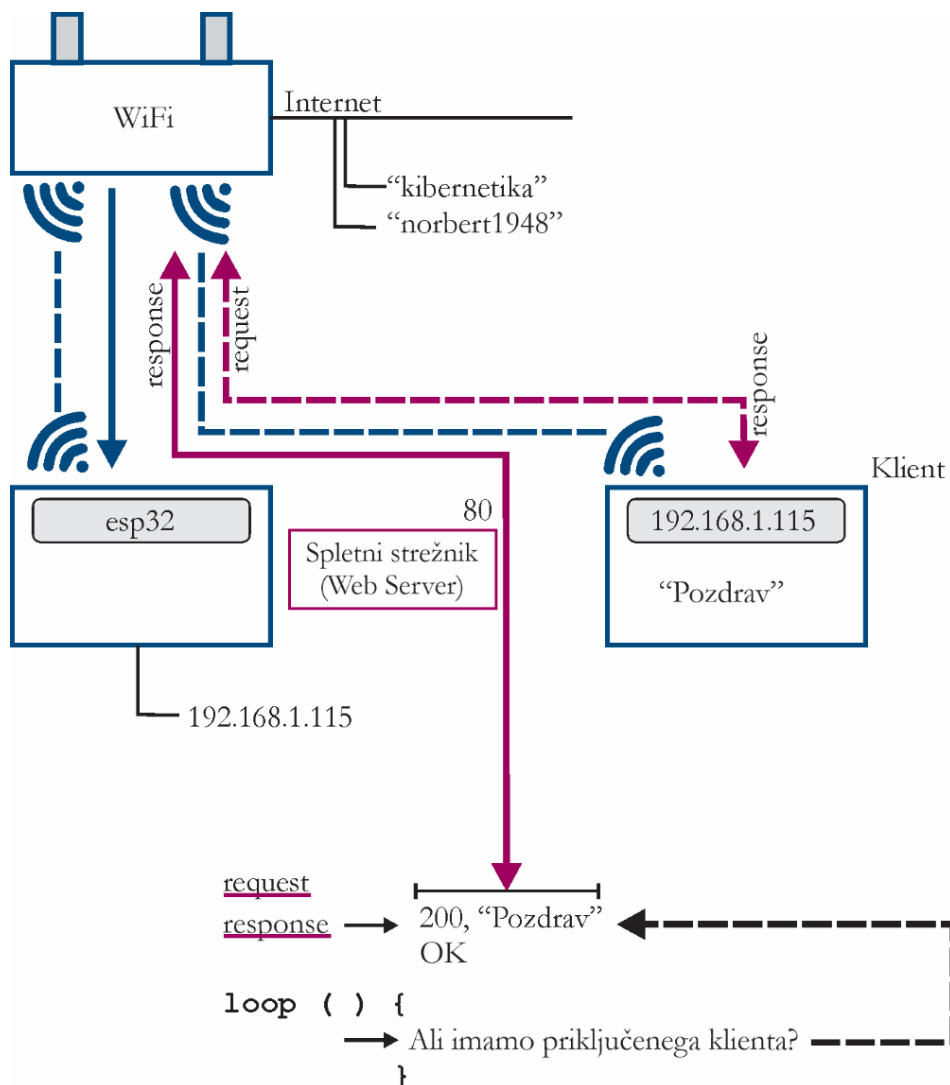 WiFi
Internet
“kibernetika”
“norbert1948”
response
request
response
Klient
esp32
80
192.168.1.115
Spletni strežnik
(Web Server)
“Pozdrav”
192.168.1.115
request
response
200, “Pozdrav”
OK
loop ( ) {
Ali imamo priključenega klienta?
}